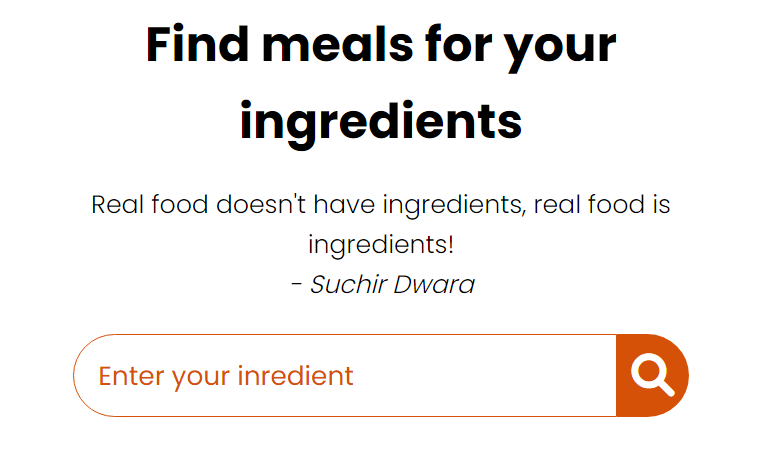 Find meals for your
ingredients
Real food doesn't have ingredients, real food is
ingredients!
- Suchir Dwara
Enter your inredient